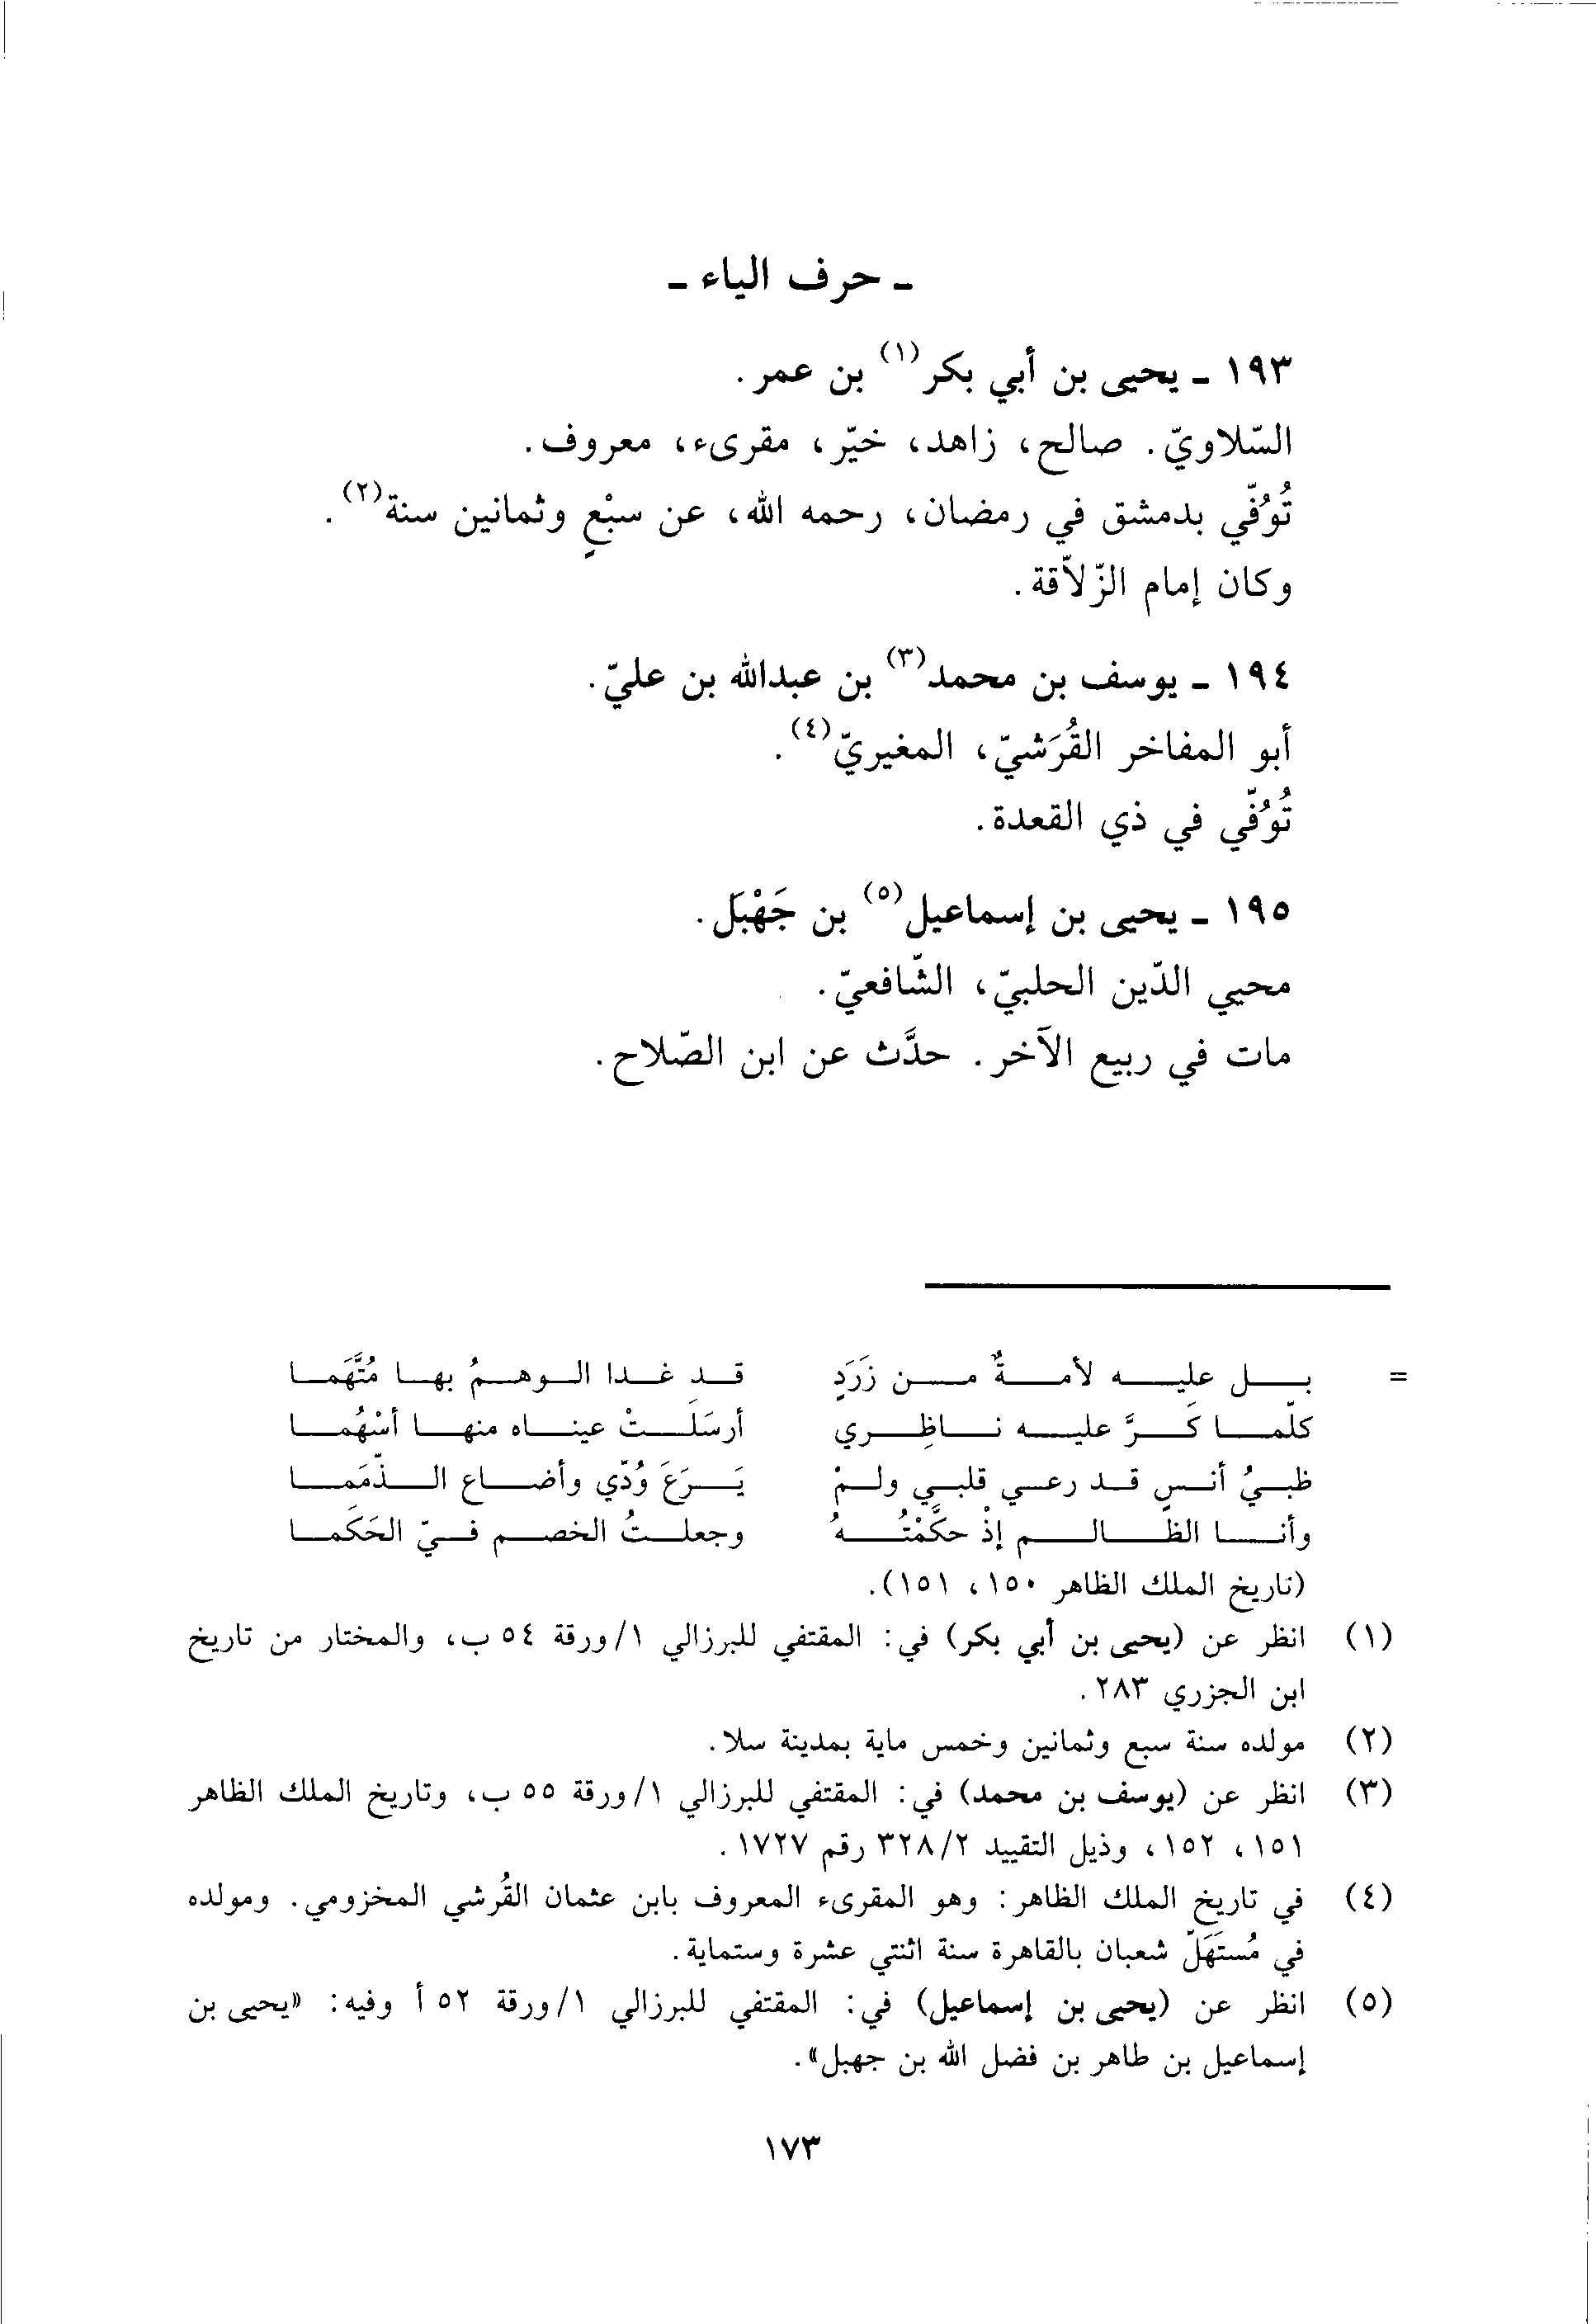 ـ حرف الياء ـ
١٩٣ ـ يحيى بن أبي بكر(١) بن عمر.
السّلاويّ. صالح، زاهد، خيّر، مقرىء، معروف.
تُوُفّي بدمشق في رمضان، رحمه الله، عن سبْعٍ وثمانين سنة(٢).
وكان إمام الزّلاّقة.
١٩٤ ـ يوسف بن محمد(٣) بن عبدالله بن عليّ.
أبو المفاخر القُرَشيّ، المغيريّ(٤).
تُوُفّي في ذي القعدة.
١٩٥ ـ يحيى بن إسماعيل(٥) بن جَهْبَل.
محيي الدّين الحلبيّ، الشّافعيّ.
مات في ربيع الآخر. حدَّث عن ابن الصّلاح.
= بل عليه لأمةٌ من زَرَدٍ قد غدا الوهمُ بها مُتَّهَما
كلّما كَرَّ عليه ناظِري أرسَلَتْ عيناه منها أسْهُما
ظبيُ أنسٍ قد رعي قلبي ولمْ يَرَعَ وُدّي وأضاع الذّمَما
وأنا الظّالم إذْ حكَّمْتُهُ وجعلتُ الخصم فيّ الحَكَما
(تاريخ الملك الظاهر ١٥٠، ١٥١).
(١) انظر عن (يحيى بن أبي بكر) في: المقتفي للبرزالي ١/ورقة ٥٤ ب، والمختار من تاريخ
ابن الجزري ٢٨٣.
(٢) مولده سنة سبع وثمانين وخمس ماية بمدينة سلا.
(٣) انظر عن (يوسف بن محمد) في: المقتفي للبرزالي ١/ورقة ٥٥ ب، وتاريخ الملك الظاهر
١٥١، ١٥٢، وذيل التقييد ٣٢٨/٢ رقم ١٧٢٧.
(٤) في تاريخ الملك الظاهر: وهو المقرىء المعروف بابن عثمان القُرشي المخزومي. ومولده
في مُستَهَلّ شعبان بالقاهرة سنة اثنتي عشرة وستماية.
(٥) انظر عن (يحيى بن إسماعيل) في: المقتفي للبرزالي ١/ورقة ٥٢ أ وفيه: «يحيى بن
إسماعيل بن طاهر بن فضل الله بن جهبل».
١٧٣